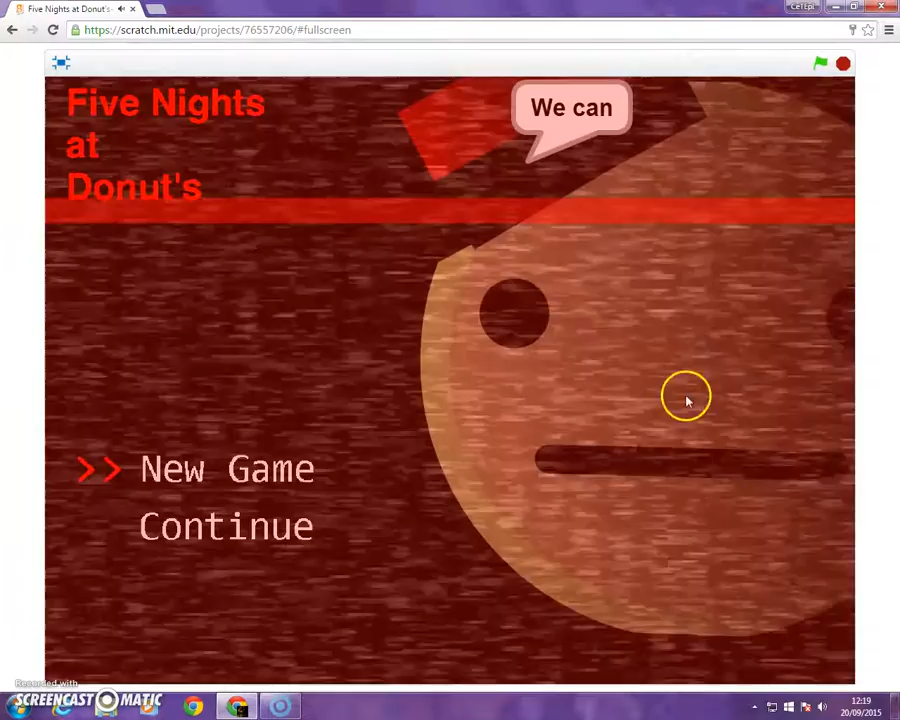 Five Nights at Donut's-
CeTEpi
https://scratch.mit.edu/projects/76557206/#fullscreen
Five Nights
at
Donut's
We can
>> New Game
Continue
Recorded with
SCREENCAST MATIC
12:19
20/09/2015